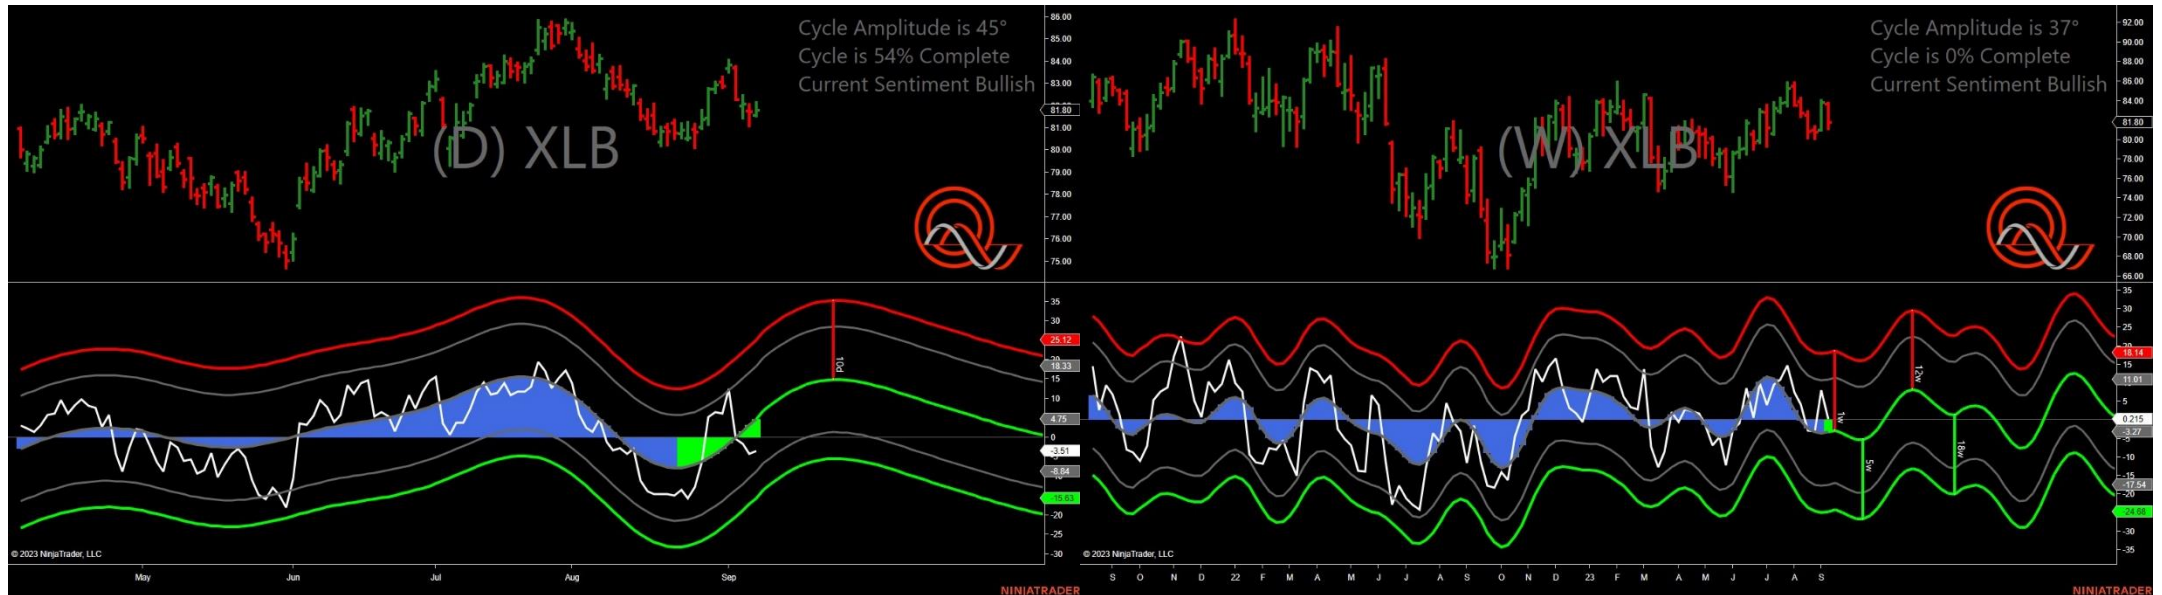 Cycle Amplitude is 45°
Cycle is 54% Complete
Current Sentiment Bullish
(D) XLB
86.00
85.00
84.00
83.00
81.80
81.00
80.00
79.00
78.00
77.00
76.00
75.00
35
30
25.12
20
18.33
15
10
4.75
0
-3.51
-8.84
-15.63
-20
-25
-30
10d
© 2023 NinjaTrader, LLC
May Jun Jul Aug Sep
NINJATRADER
Cycle Amplitude is 37°
Cycle is 0% Complete
Current Sentiment Bullish
(W) XLB
92.00
90.00
88.00
86.00
84.00
81.80
80.00
78.00
76.00
74.00
72.00
70.00
68.00
66.00
35
30
25
18.14
11.01
5
0.215
-3.27
-10
-15
-17.54
-20
-24.68
-30
-35
1w
5w
12w
18w
© 2023 NinjaTrader, LLC
S O N D 22 F M A M J J A S O N D 23 F M A M J J A S
NINJATRADER